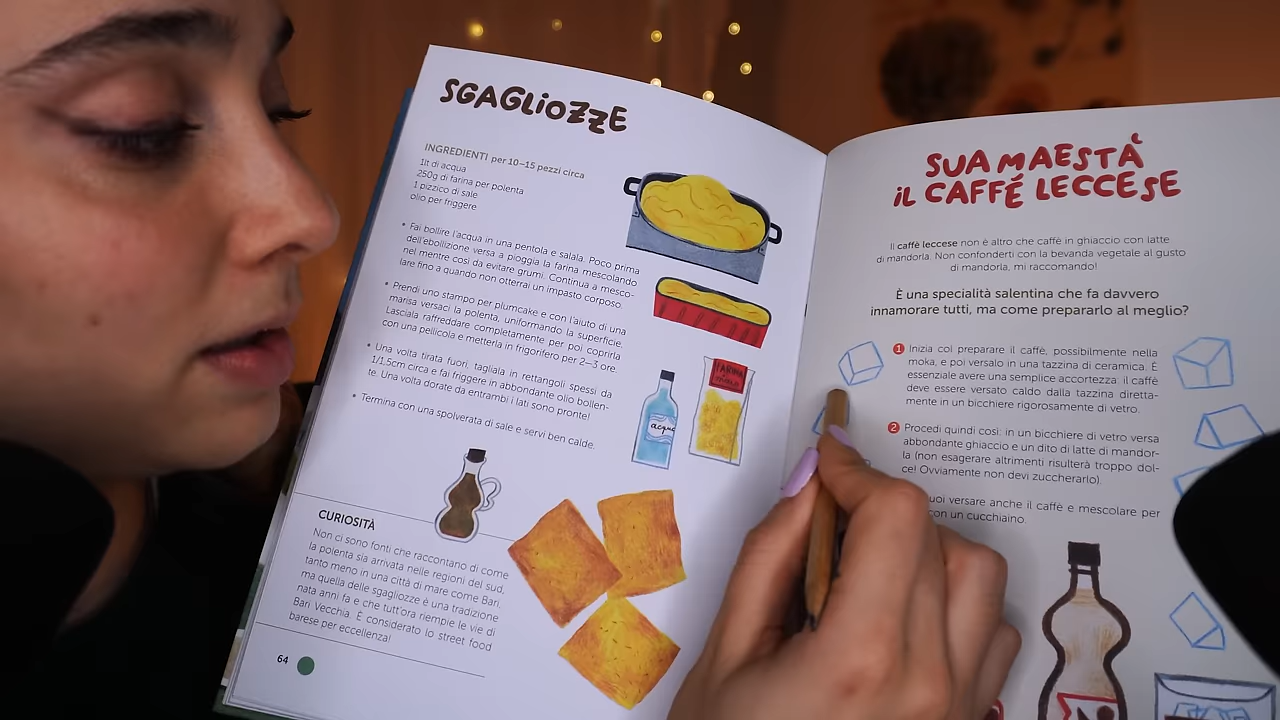 SGAGLIOZZE
INGREDIENTI per 10–15 pezzi circa
1lt di acqua
250g di farina per polenta
1 pizzico di sale
olio per friggere
• Fai bollire l'acqua in una pentola e salala. Poco prima
dell'ebollizione versa a pioggia la farina mescolando
nel mentre così da evitare grumi. Continua a mesco-
lare fino a quando non otterrai un impasto corposo.
• Prendi uno stampo per plumcake e con l'aiuto di una
marisa versaci la polenta, uniformando la superficie.
Lasciala raffreddare completamente per poi coprirla
con una pellicola e metterla in frigorifero per 2–3 ore.
• Una volta tirata fuori, tagliala in rettangoli spessi da
1/1,5cm circa e fai friggere in abbondante olio bollen-
te. Una volta dorate da entrambi i lati sono pronte!
• Termina con una spolverata di sale e servi ben calde.
FARINA
acqua
CURIOSITÀ
Non ci sono fonti che raccontano di come
la polenta sia arrivata nelle regioni del sud,
tanto meno in una città di mare come Bari,
ma quella delle sgagliozze è una tradizione
nata anni fa e che tutt'ora riempie le vie di
Bari Vecchia. È considerato lo street food
barese per eccellenza!
64
SUA MAESTÀ
IL CAFFÉ LECCESE
Il caffè leccese non è altro che caffè in ghiaccio con latte
di mandorla. Non confonderti con la bevanda vegetale al gusto
di mandorla, mi raccomando!
È una specialità salentina che fa davvero
innamorare tutti, ma come prepararlo al meglio?
1 Inizia col preparare il caffè, possibilmente nella
moka, e poi versalo in una tazzina di ceramica. È
essenziale avere una semplice accortezza: il caffè
deve essere versato caldo dalla tazzina diretta-
mente in un bicchiere rigorosamente di vetro.
2 Procedi quindi così: in un bicchiere di vetro versa
abbondante ghiaccio e un dito di latte di mandor-
la (non esagerare altrimenti risulterà troppo dol-
ce! Ovviamente non devi zuccherarlo).
uoi versare anche il caffè e mescolare per
con un cucchiaino.